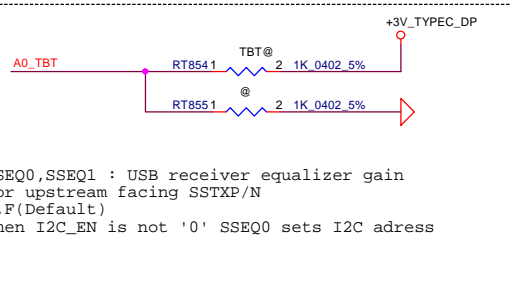 +3V_TYPEC_DP
TBT@
A0_TBT
RT854 1 2 1K_0402_5%
@
RT855 1 2 1K_0402_5%
SEQ0,SSEQ1 : USB receiver equalizer gain
or upstream facing SSTXP/N
F(Default)
hen I2C_EN is not '0' SSEQ0 sets I2C adress